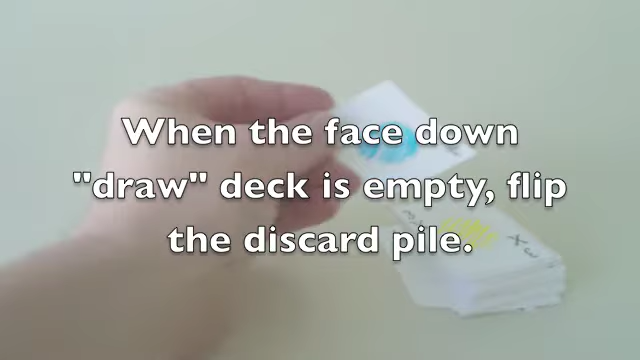 When the face down
"draw" deck is empty, flip
the discard pile.